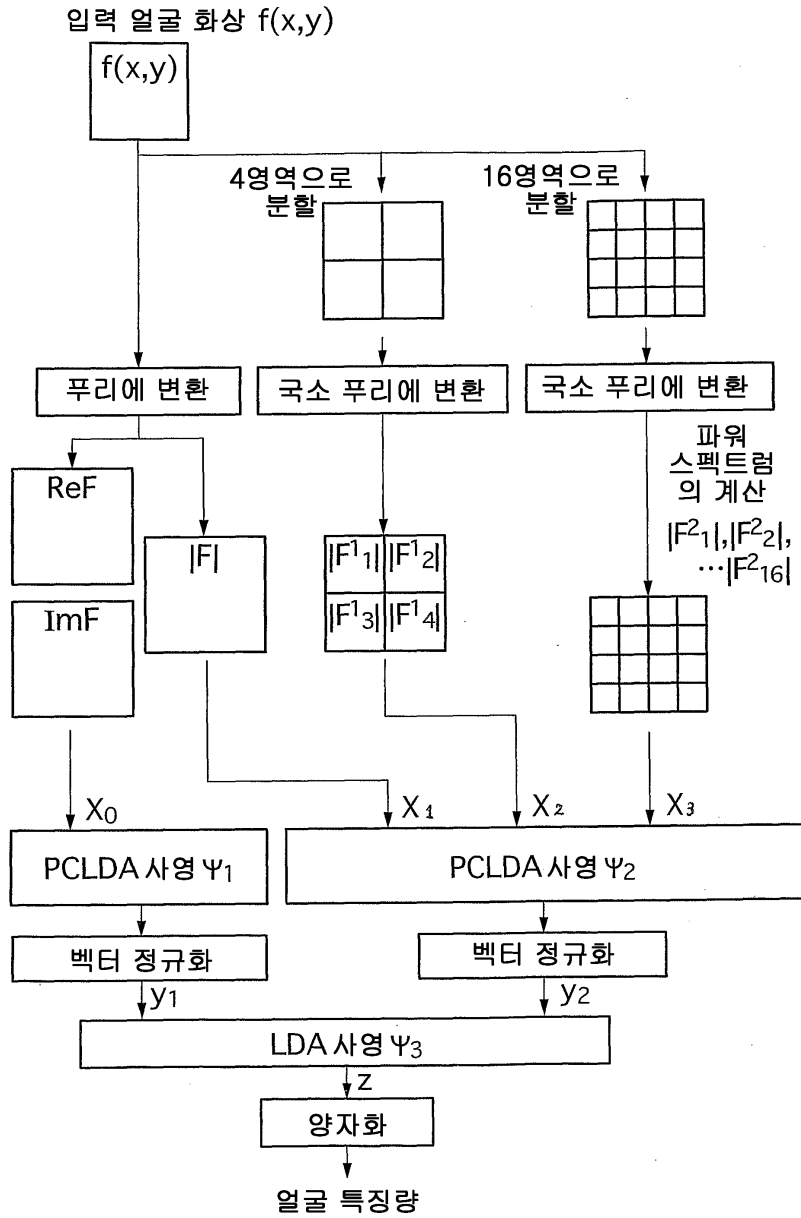 입력 얼굴 화상 f(x,y)
f(x,y)
4영역으로
분할
16영역으로
분할
푸리에 변환
국소 푸리에 변환
국소 푸리에 변환
파워
스펙트럼
의 계산
|F²₁|,|F²₂|,
…|F²₁₆|
ReF
|F|
|F¹₁| |F¹₂|
|F¹₃| |F¹₄|
ImF
X₀
X₁
X₂
X₃
PCLDA 사영 Ψ₁
PCLDA 사영 Ψ₂
벡터 정규화
벡터 정규화
y₁
y₂
LDA 사영 Ψ₃
z
양자화
얼굴 특징량